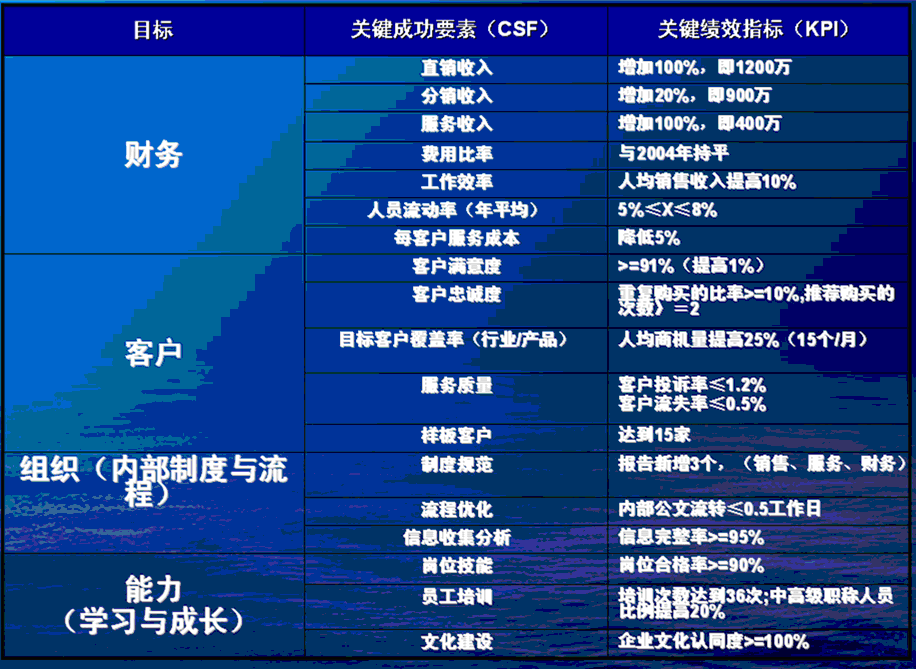 目标 关键成功要素（CSF） 关键绩效指标（KPI）
财务
直销收入 增加100%，即1200万
分销收入 增加20%，即900万
服务收入 增加100%，即400万
费用比率 与2004年持平
工作效率 人均销售收入提高10%
人员流动率（年平均） 5%≤X≤8%
每客户服务成本 降低5%
客户
客户满意度 >=91%（提高1%）
客户忠诚度 重复购买的比率>=10%,推荐购买的
次数》＝2
目标客户覆盖率（行业/产品） 人均商机量提高25%（15个/月）
服务质量 客户投诉率≤1.2%
客户流失率≤0.5%
样板客户 达到15家
组织（内部制度与流
程）
制度规范 报告新增3个，（销售、服务、财务）
流程优化 内部公文流转≤0.5工作日
信息收集分析 信息完整率>=95%
能力
（学习与成长）
岗位技能 岗位合格率>=90%
员工培训 培训次数达到36次;中高级职称人员
比例提高20%
文化建设 企业文化认同度>=100%